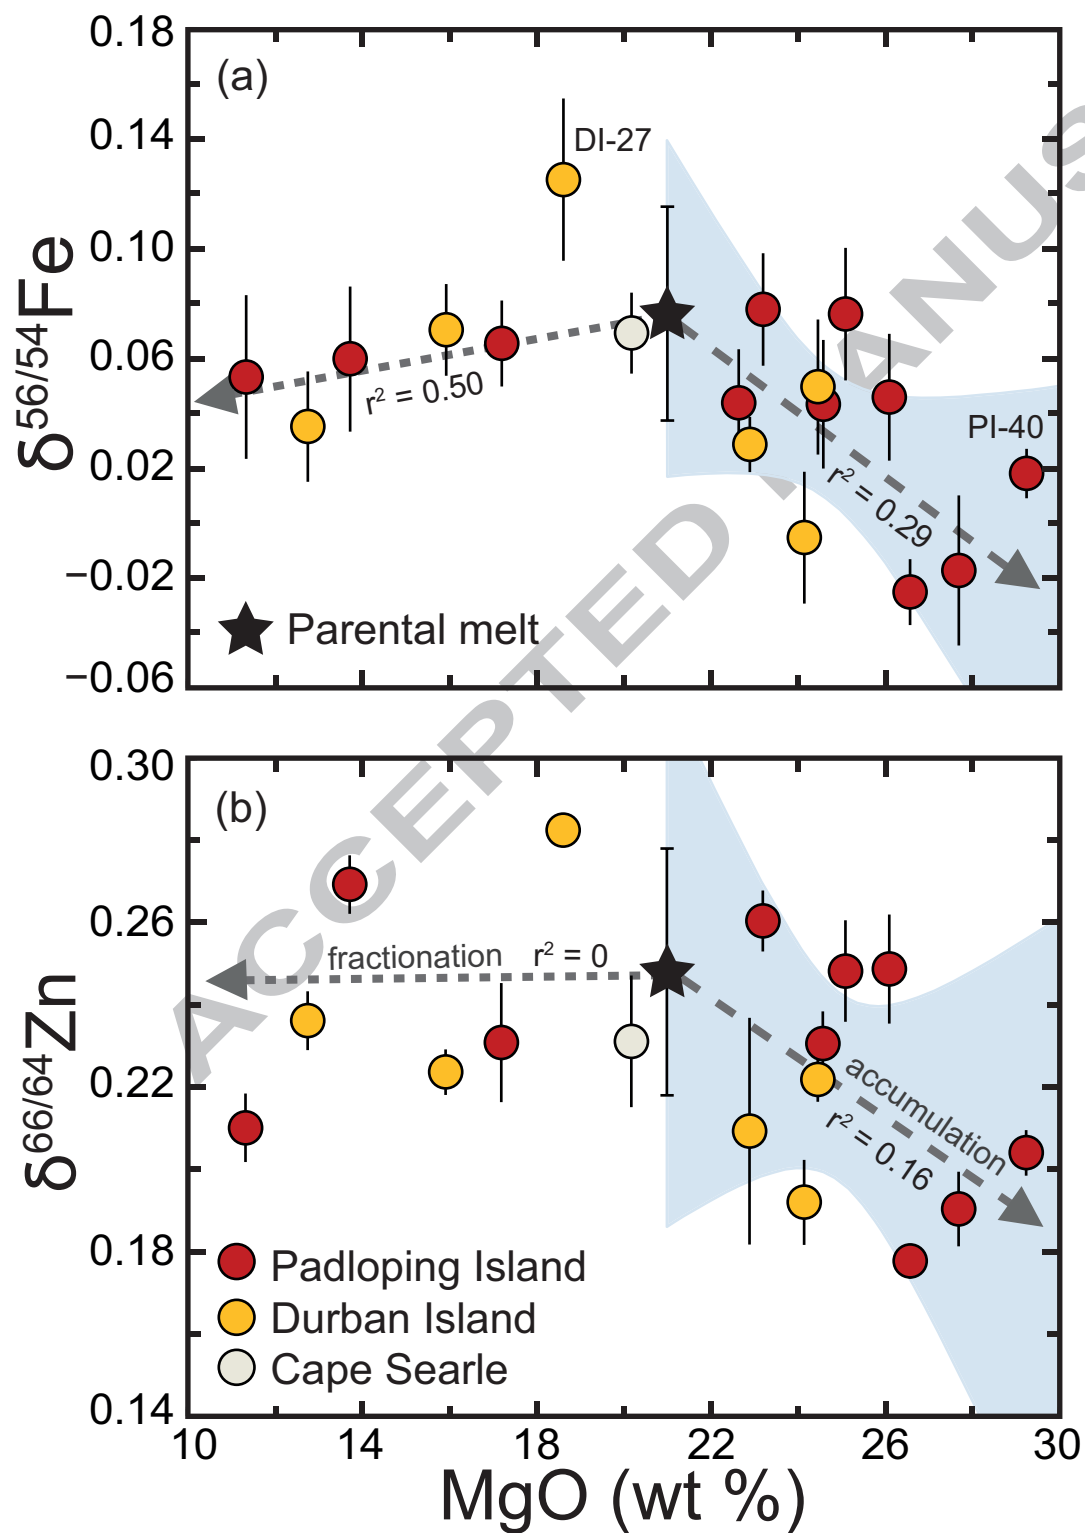 0.18
(a)
DI-27
0.14
0.10
δ56/54Fe
0.06
r2 = 0.50
PI-40
0.02
r2 = 0.29
−0.02
Parental melt
−0.06
ACCEPTED
ANUS
0.30
(b)
0.26
fractionation r2 = 0
δ66/64Zn
0.22
accumulation
r2 = 0.16
0.18
Padloping Island
Durban Island
Cape Searle
0.14
10 14 18 22 26 30
MgO (wt %)